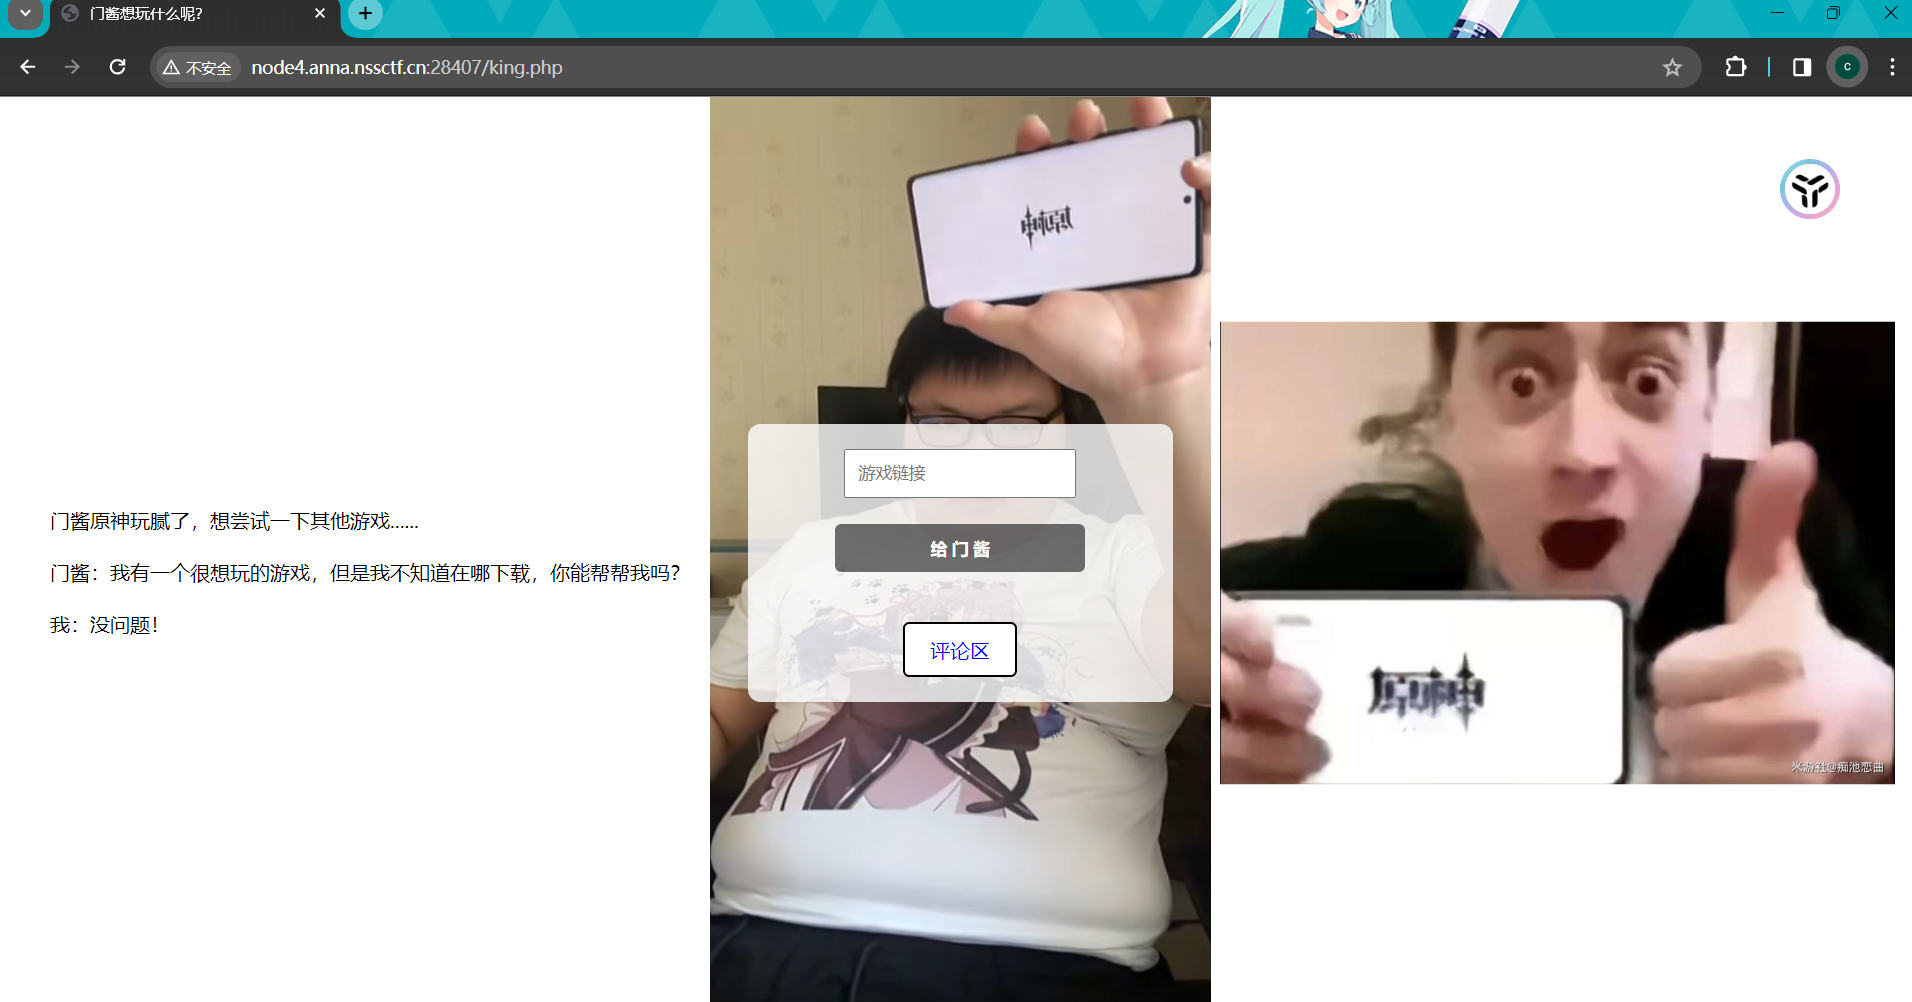 门酱想玩什么呢?
不安全
node4.anna.nssctf.cn:28407/king.php
C
原神
游戏链接
门酱原神玩腻了，想尝试一下其他游戏......
给门酱
门酱：我有一个很想玩的游戏，但是我不知道在哪下载，你能帮帮我吗？
我：没问题！
评论区
原神
米游社@痴池恋曲